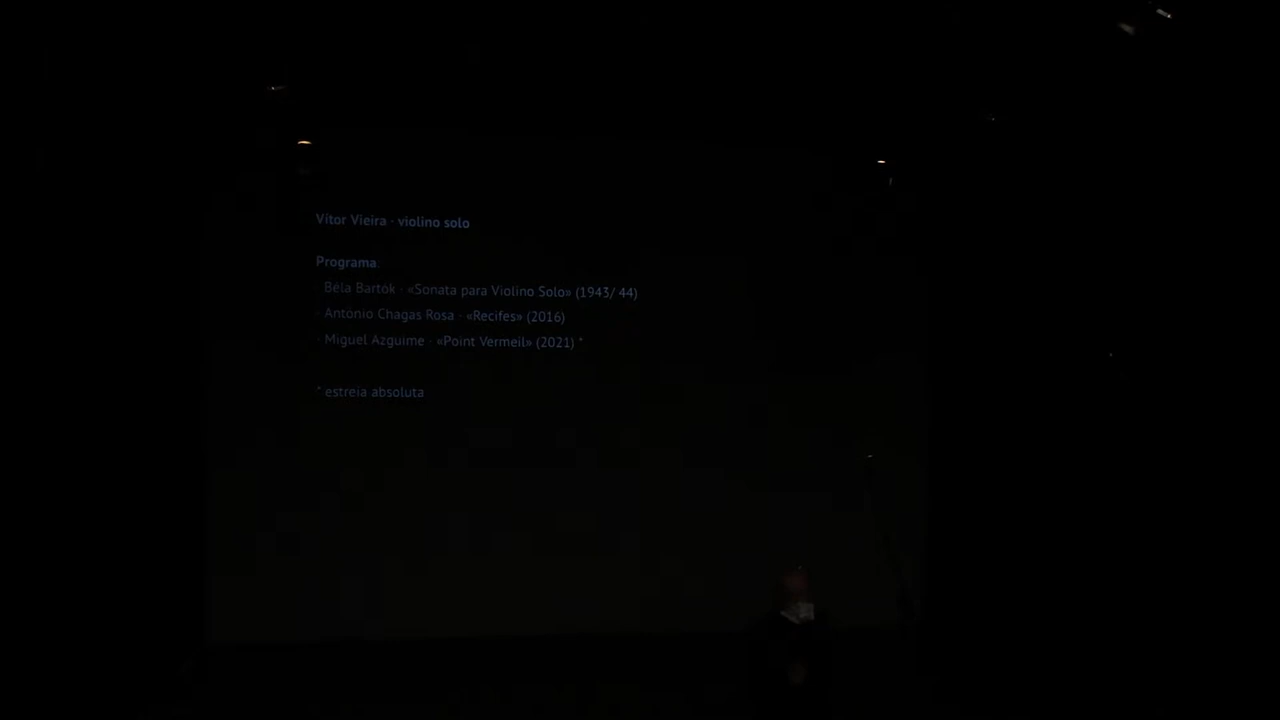 Vítor Vieira · violino solo
Programa.
· Béla Bartók · «Sonata para Violino Solo» (1943/ 44)
· António Chagas Rosa · «Recifes» (2016)
· Miguel Azguime · «Point Vermeil» (2021) *
* estreia absoluta